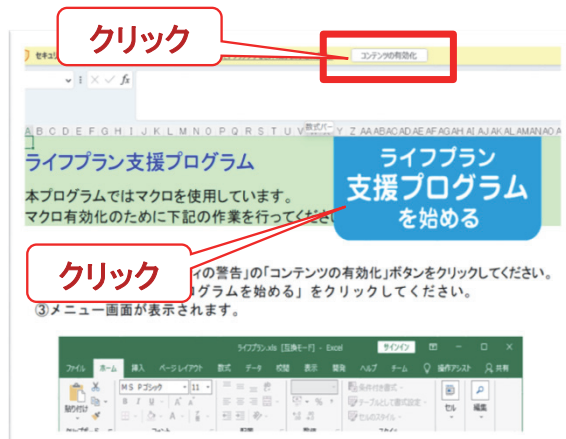 クリック
コンテンツの有効化
fx
数式バー
A B C D E F G H I J K L M N O P Q R S T U V Y Z AA AB AC AD AE AF AG AH AI AJ AK AL AM AN AO A
ライフプラン支援プログラム
本プログラムではマクロを使用しています。
マクロ有効化のために下記の作業を行ってくださ
ライフプラン
支援プログラム
を始める
クリック
ィの警告」の「コンテンツの有効化」ボタンをクリックしてください。
ログラムを始める」をクリックしてください。
③メニュー画面が表示されます。
ライフプラン.xls [互換モード] - Excel サインイン
ファイル ホーム 挿入 ページ レイアウト 数式 データ 校閲 表示 開発 ヘルプ チーム 操作アシスト 共有
MS Pゴシック 11
条件付き書式
貼り付け B I U A A テーブルとして書式設定 セル 編集
セルのスタイル